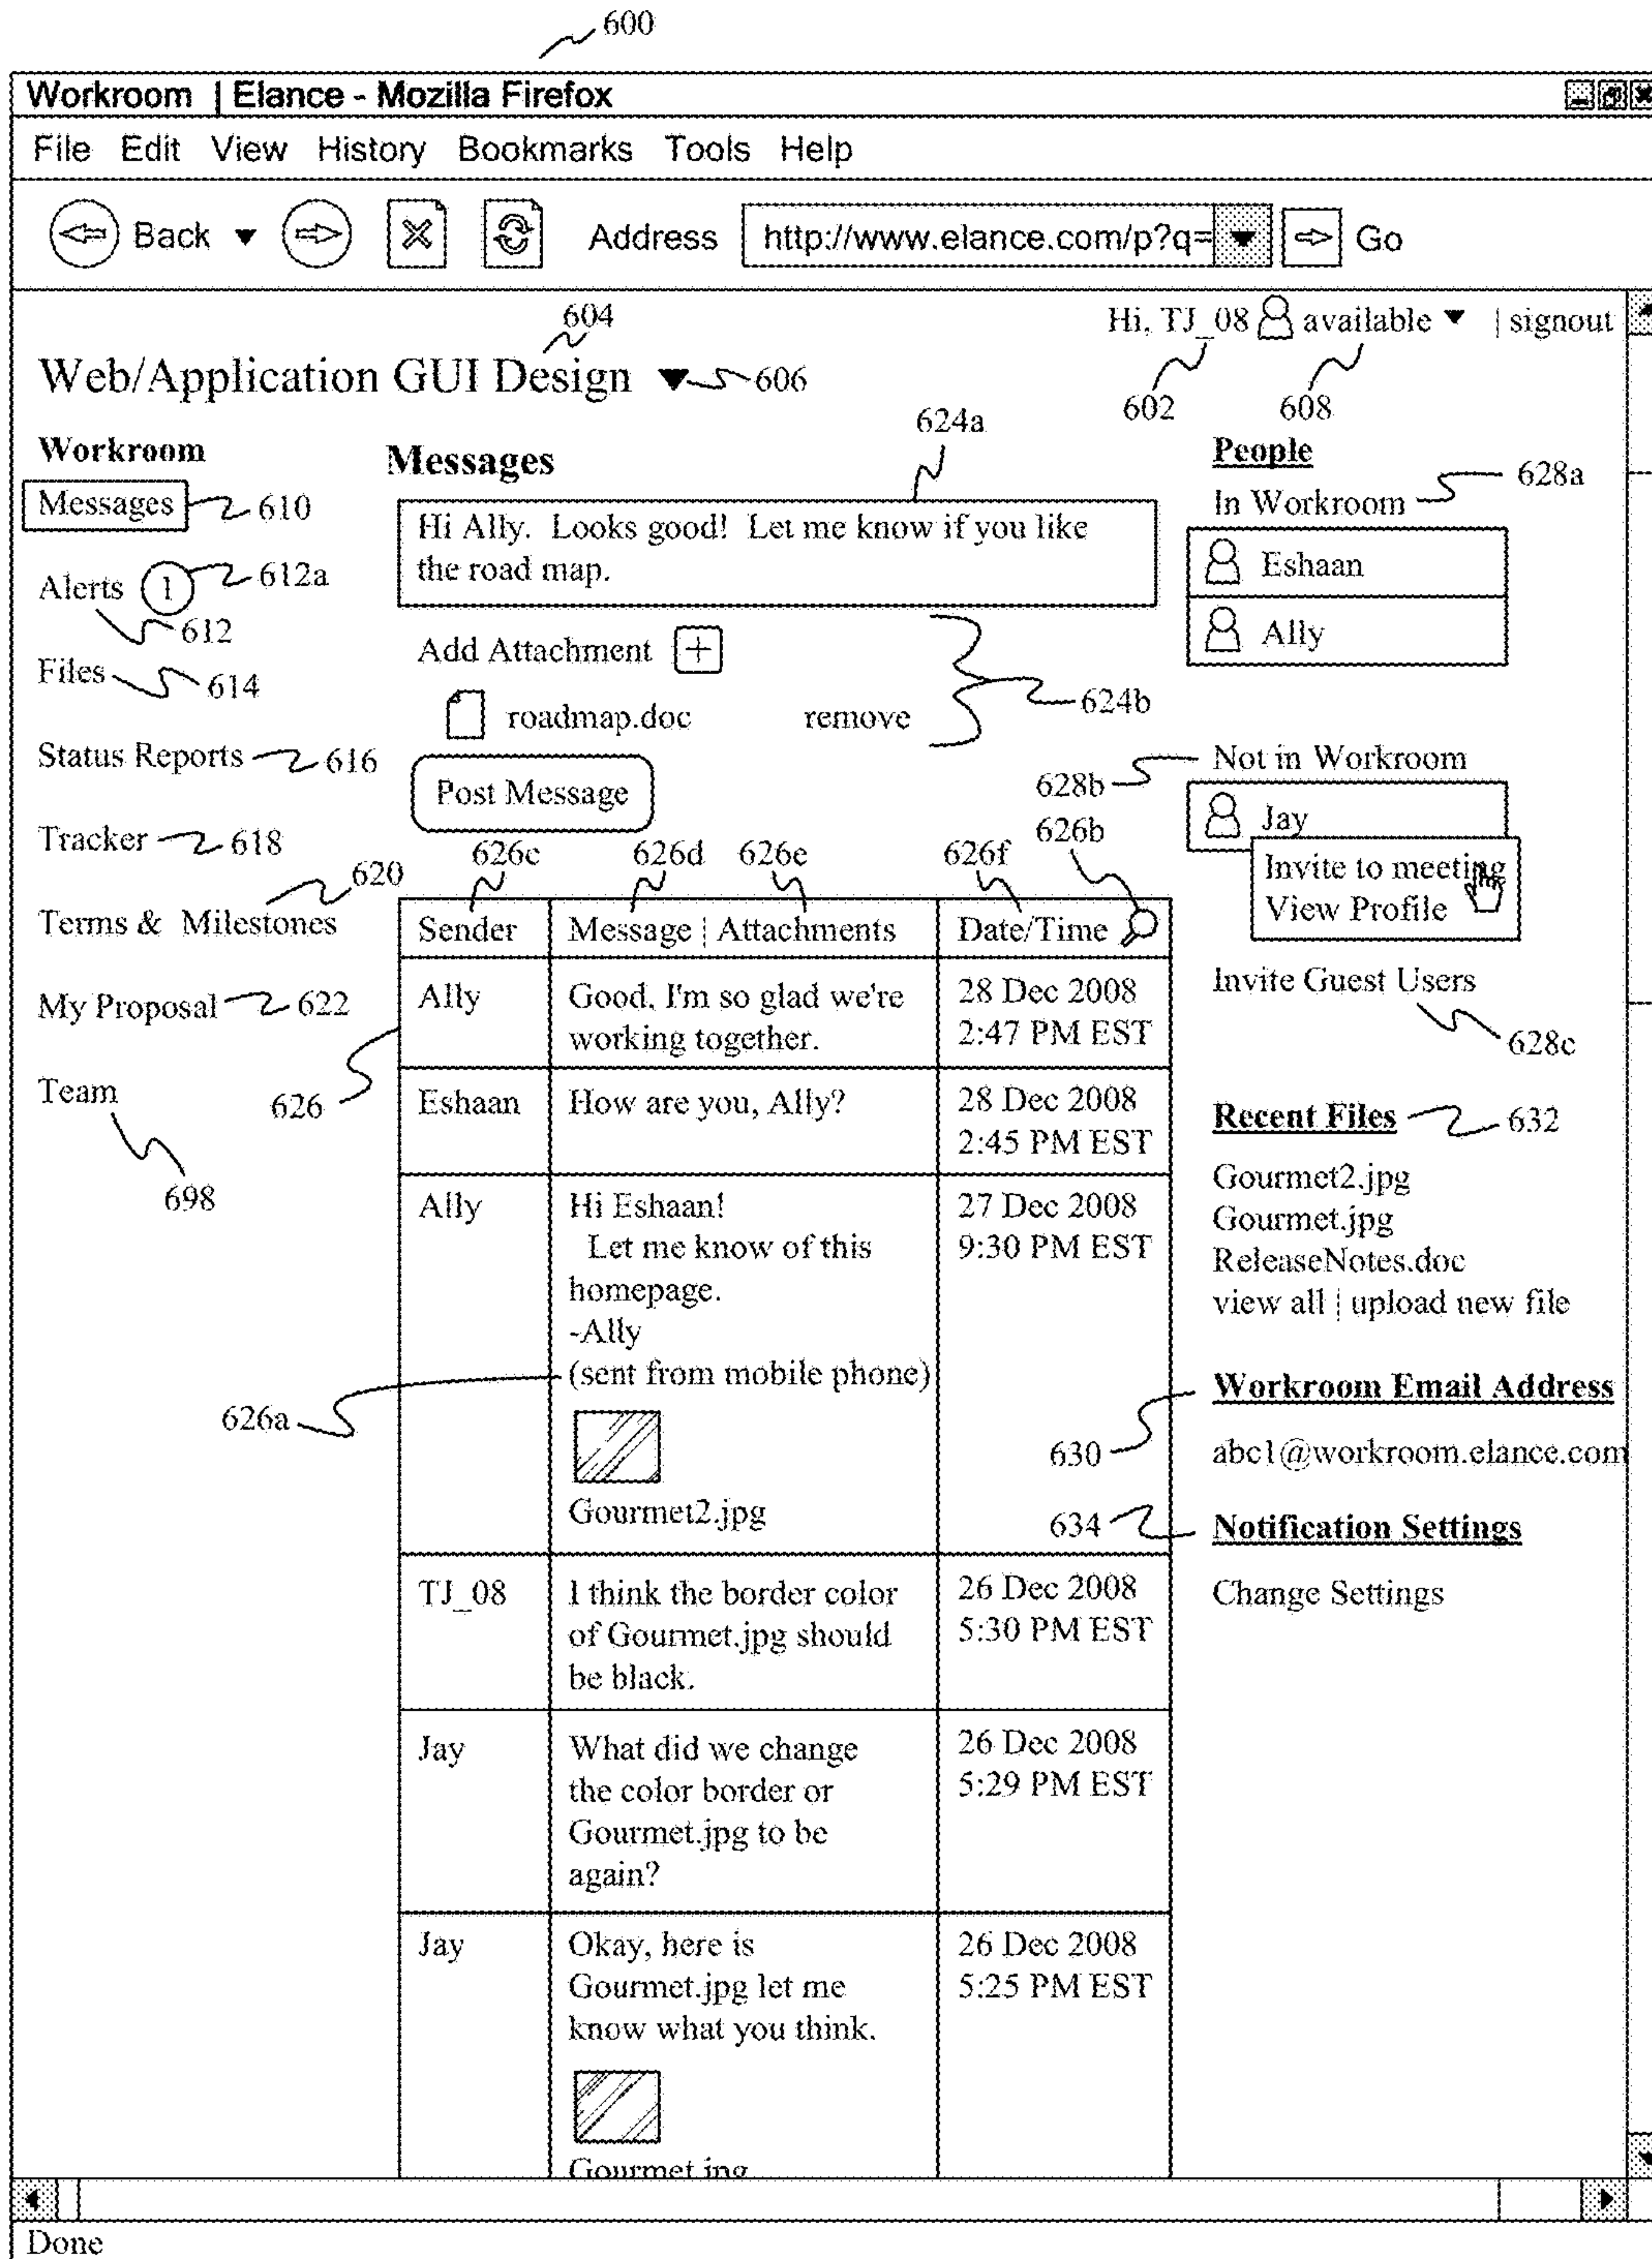 600
Workroom | Elance - Mozilla Firefox
File Edit View History Bookmarks Tools Help
Back Address http://www.elance.com/p?q= Go
Hi, TJ_08 available | signout
602
608
604
Web/Application GUI Design
606
Workroom
Messages
610
Alerts 1
612a
612
Files
614
Status Reports
616
Tracker
618
620
Terms & Milestones
My Proposal
622
Team
698
Messages
624a
Hi Ally. Looks good! Let me know if you like
the road map.
Add Attachment +
roadmap.doc remove
624b
Post Message
626c 626d 626e 626f 626b
Sender Message | Attachments Date/Time
626
Ally Good, I'm so glad we're 28 Dec 2008
working together. 2:47 PM EST
Eshaan How are you, Ally? 28 Dec 2008
2:45 PM EST
Ally Hi Eshaan! 27 Dec 2008
Let me know of this 9:30 PM EST
homepage.
-Ally
(sent from mobile phone)
626a
Gourmet2.jpg
TJ_08 I think the border color 26 Dec 2008
of Gourmet.jpg should 5:30 PM EST
be black.
Jay What did we change 26 Dec 2008
the color border or 5:29 PM EST
Gourmet.jpg to be
again?
Jay Okay, here is 26 Dec 2008
Gourmet.jpg let me 5:25 PM EST
know what you think.
Gourmet.jpg
People
In Workroom
628a
Eshaan
Ally
Not in Workroom
628b
Jay
Invite to meeting
View Profile
Invite Guest Users
628c
Recent Files
632
Gourmet2.jpg
Gourmet.jpg
ReleaseNotes.doc
view all | upload new file
Workroom Email Address
630
abc1@workroom.elance.com
634
Notification Settings
Change Settings
Done